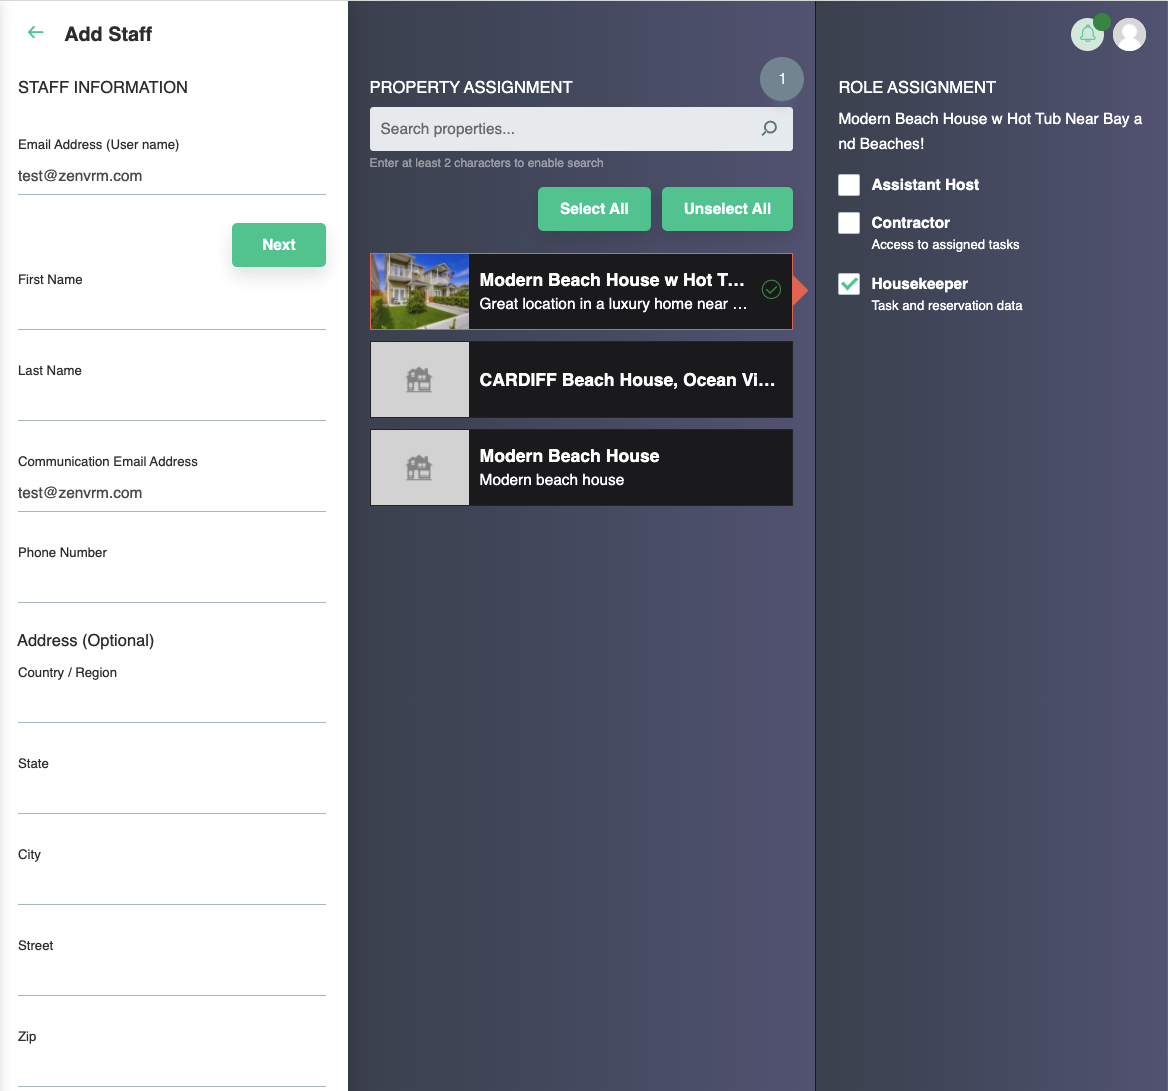 Add Staff
STAFF INFORMATION
Email Address (User name)
test@zenvrm.com
Next
First Name
Last Name
Communication Email Address
test@zenvrm.com
Phone Number
Address (Optional)
Country / Region
State
City
Street
Zip
PROPERTY ASSIGNMENT
1
Search properties...
Enter at least 2 characters to enable search
Select All
Unselect All
Modern Beach House w Hot T...
Great location in a luxury home near ...
CARDIFF Beach House, Ocean Vi...
Modern Beach House
Modern beach house
ROLE ASSIGNMENT
Modern Beach House w Hot Tub Near Bay a
nd Beaches!
Assistant Host
Contractor
Access to assigned tasks
Housekeeper
Task and reservation data